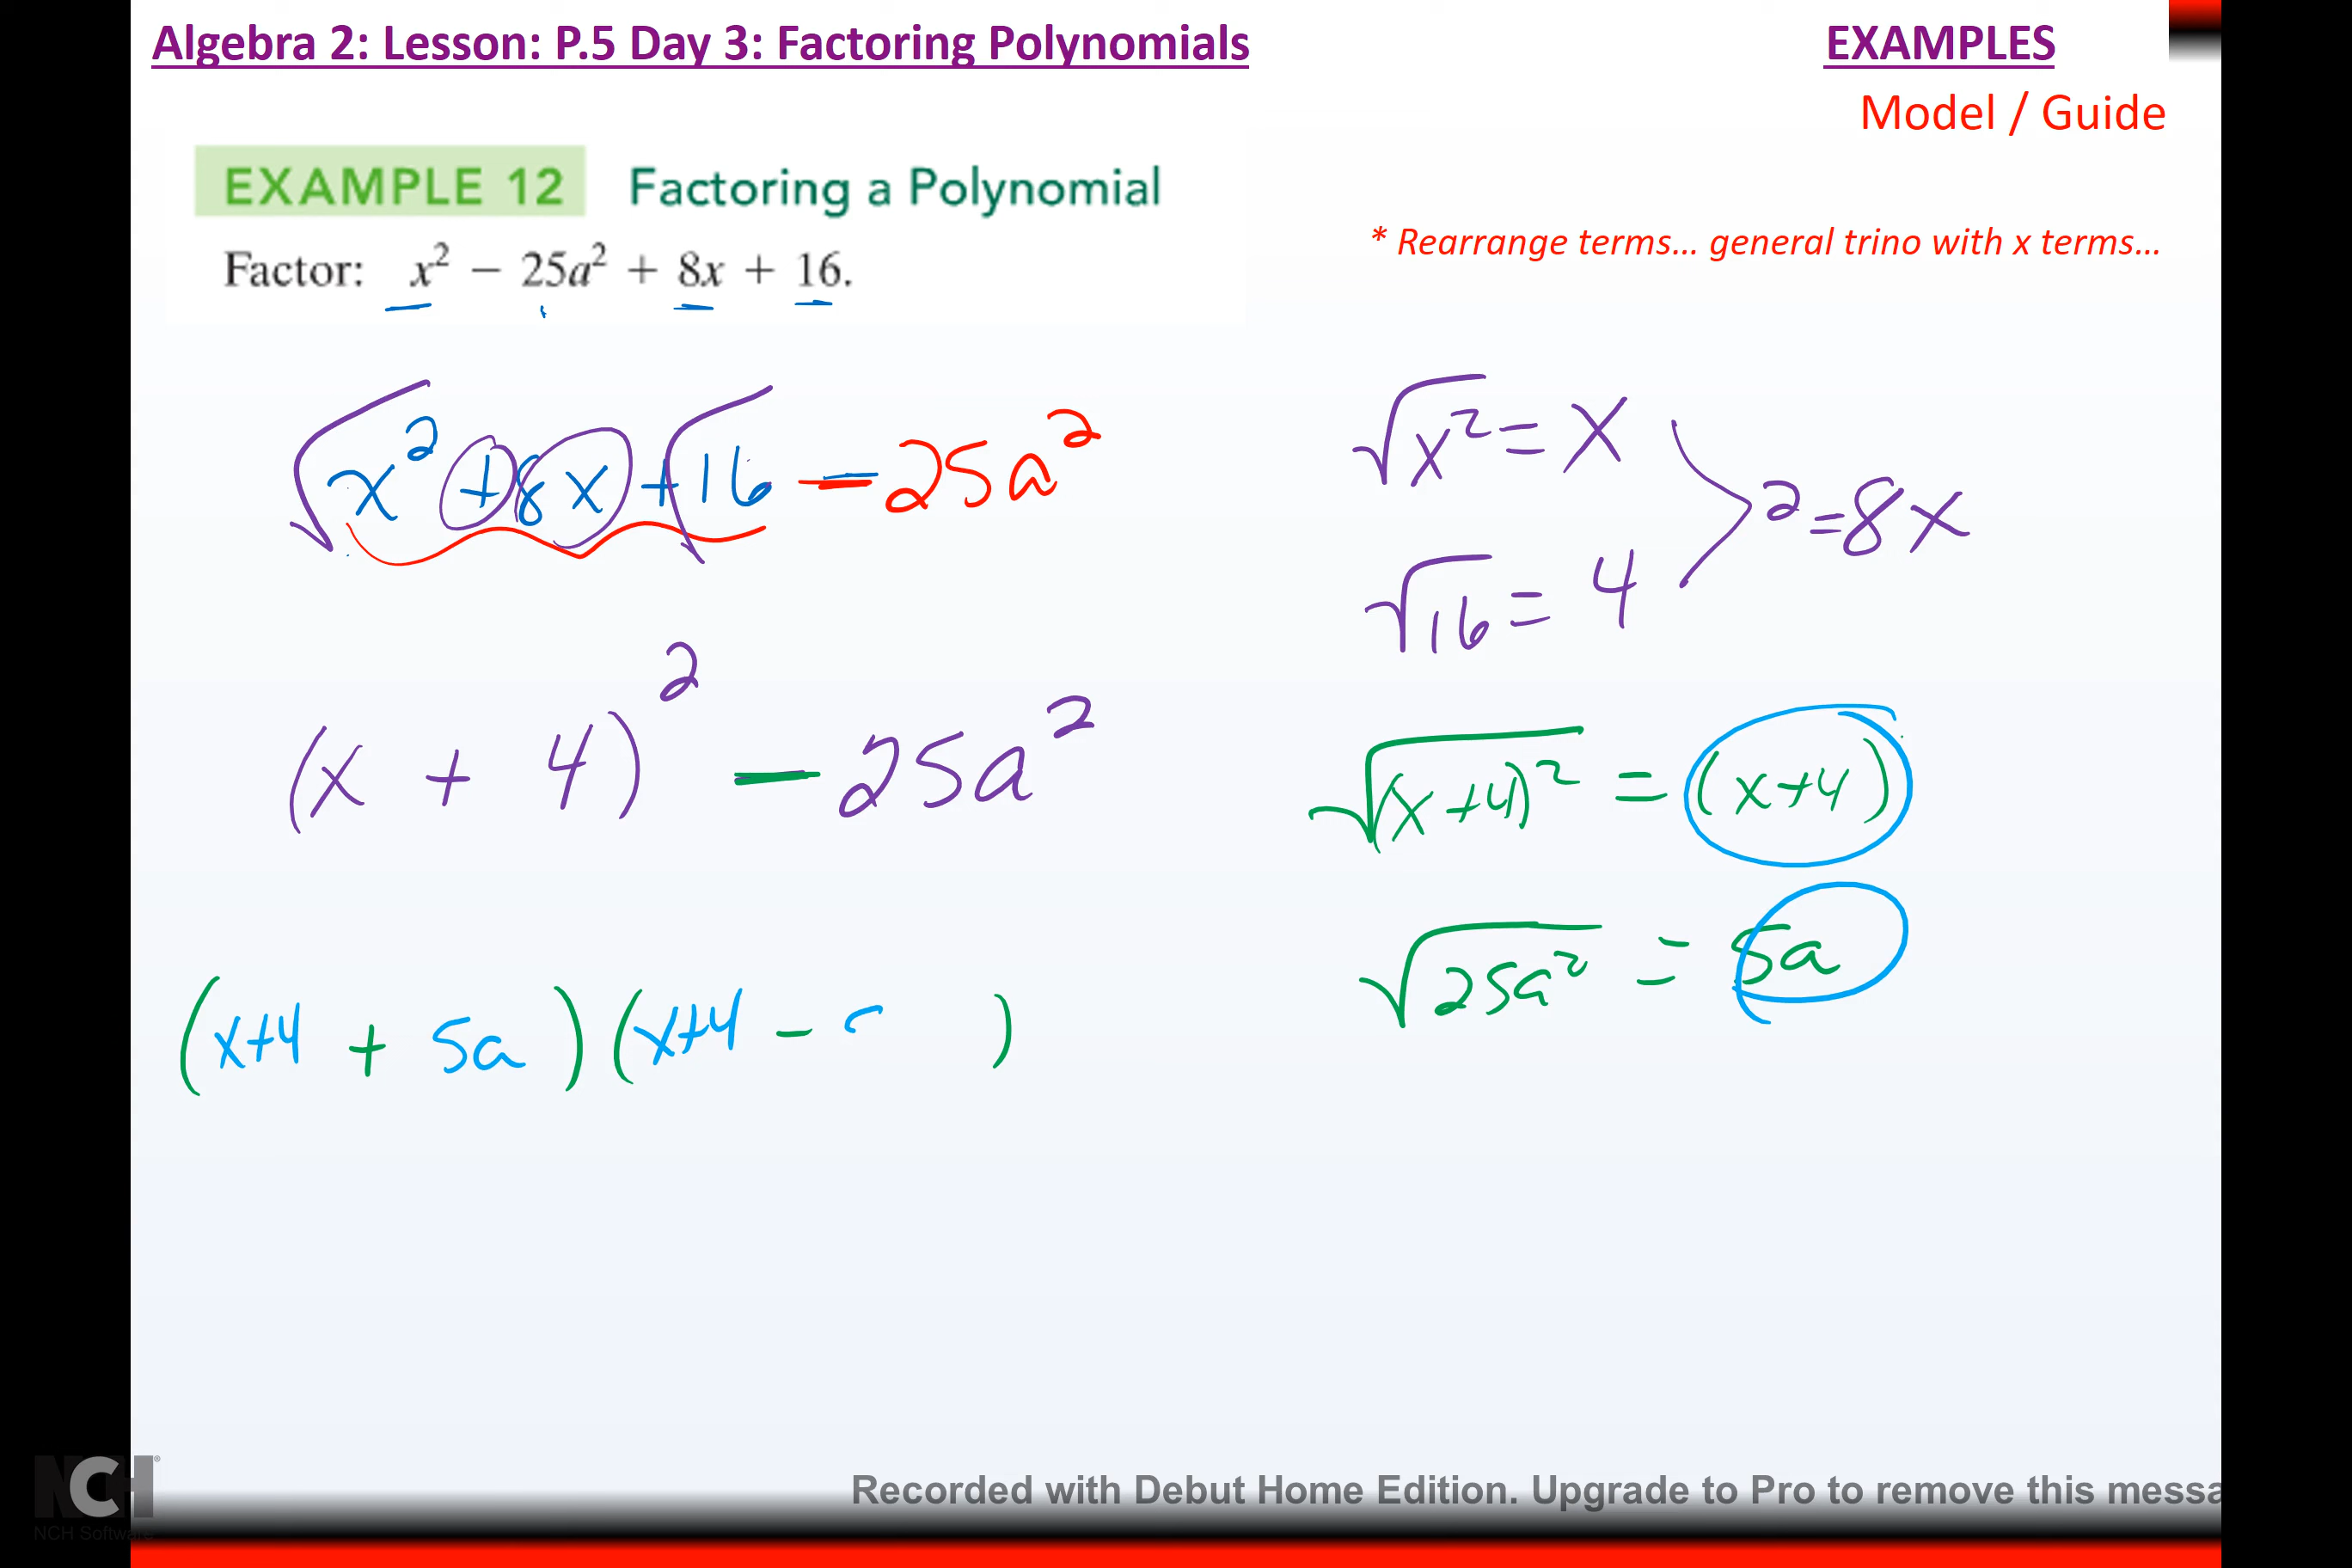 Algebra 2: Lesson: P.5 Day 3: Factoring Polynomials
EXAMPLES
Model / Guide
EXAMPLE 12 Factoring a Polynomial
* Rearrange terms... general trino with x terms...
Factor: x² − 25a² + 8x + 16.
x² + 8x + 16 − 25a²
√x² = x
2 = 8x
√16 = 4
(x + 4)² − 25a²
√(x+4)² = (x+4)
√25a² = 5a
(x+4 + 5a)(x+4 − )
NCH®
NCH Software
Recorded with Debut Home Edition. Upgrade to Pro to remove this messa